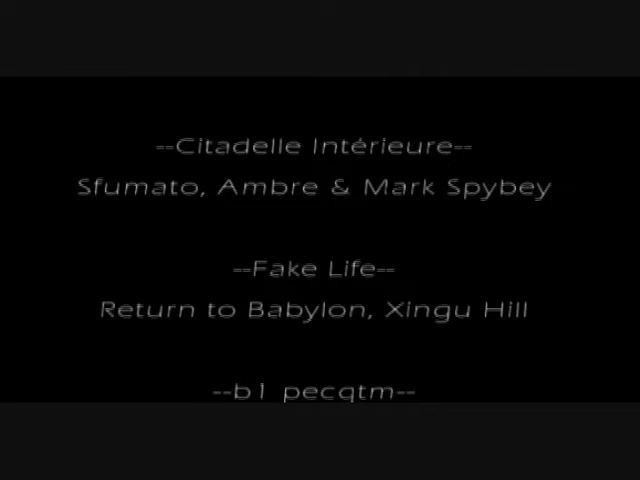 --Citadelle Intérieure--
Sfumato, Ambre & Mark Spybey
--Fake Life--
Return to Babylon, Xingu Hill
--b1 pecqtm--